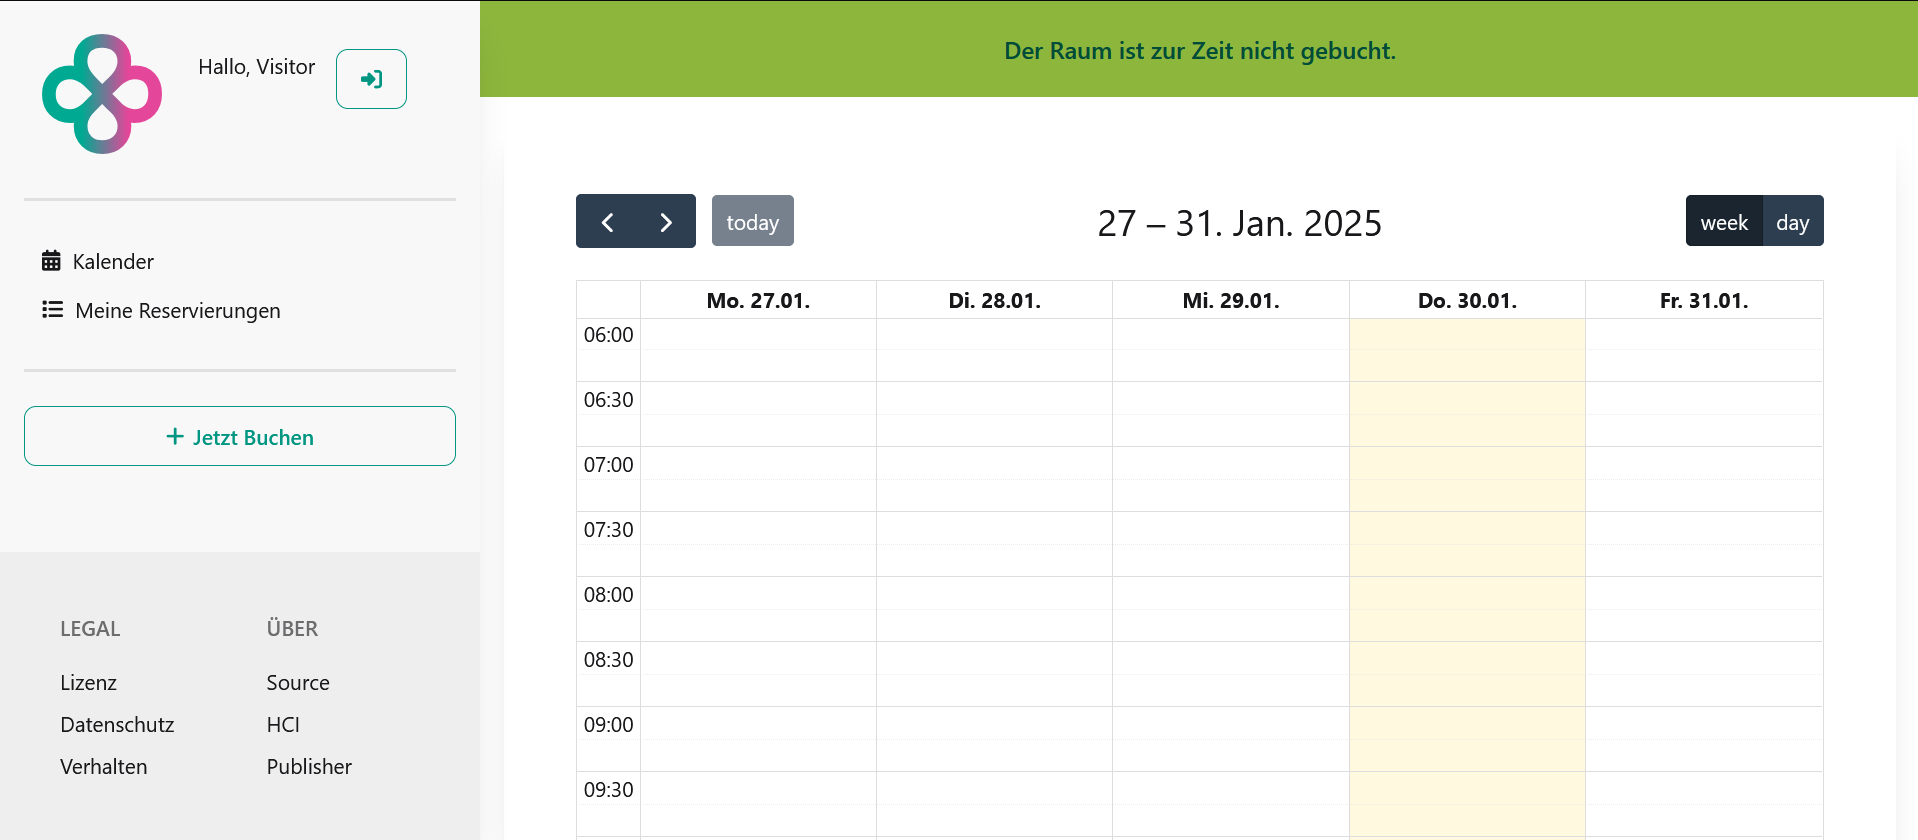 Hallo, Visitor
Kalender
Meine Reservierungen
Jetzt Buchen
LEGAL
Lizenz
Datenschutz
Verhalten
ÜBER
Source
HCI
Publisher
Der Raum ist zur Zeit nicht gebucht.
today
27 – 31. Jan. 2025
week day
Mo. 27.01. Di. 28.01. Mi. 29.01. Do. 30.01. Fr. 31.01.
06:00
06:30
07:00
07:30
08:00
08:30
09:00
09:30